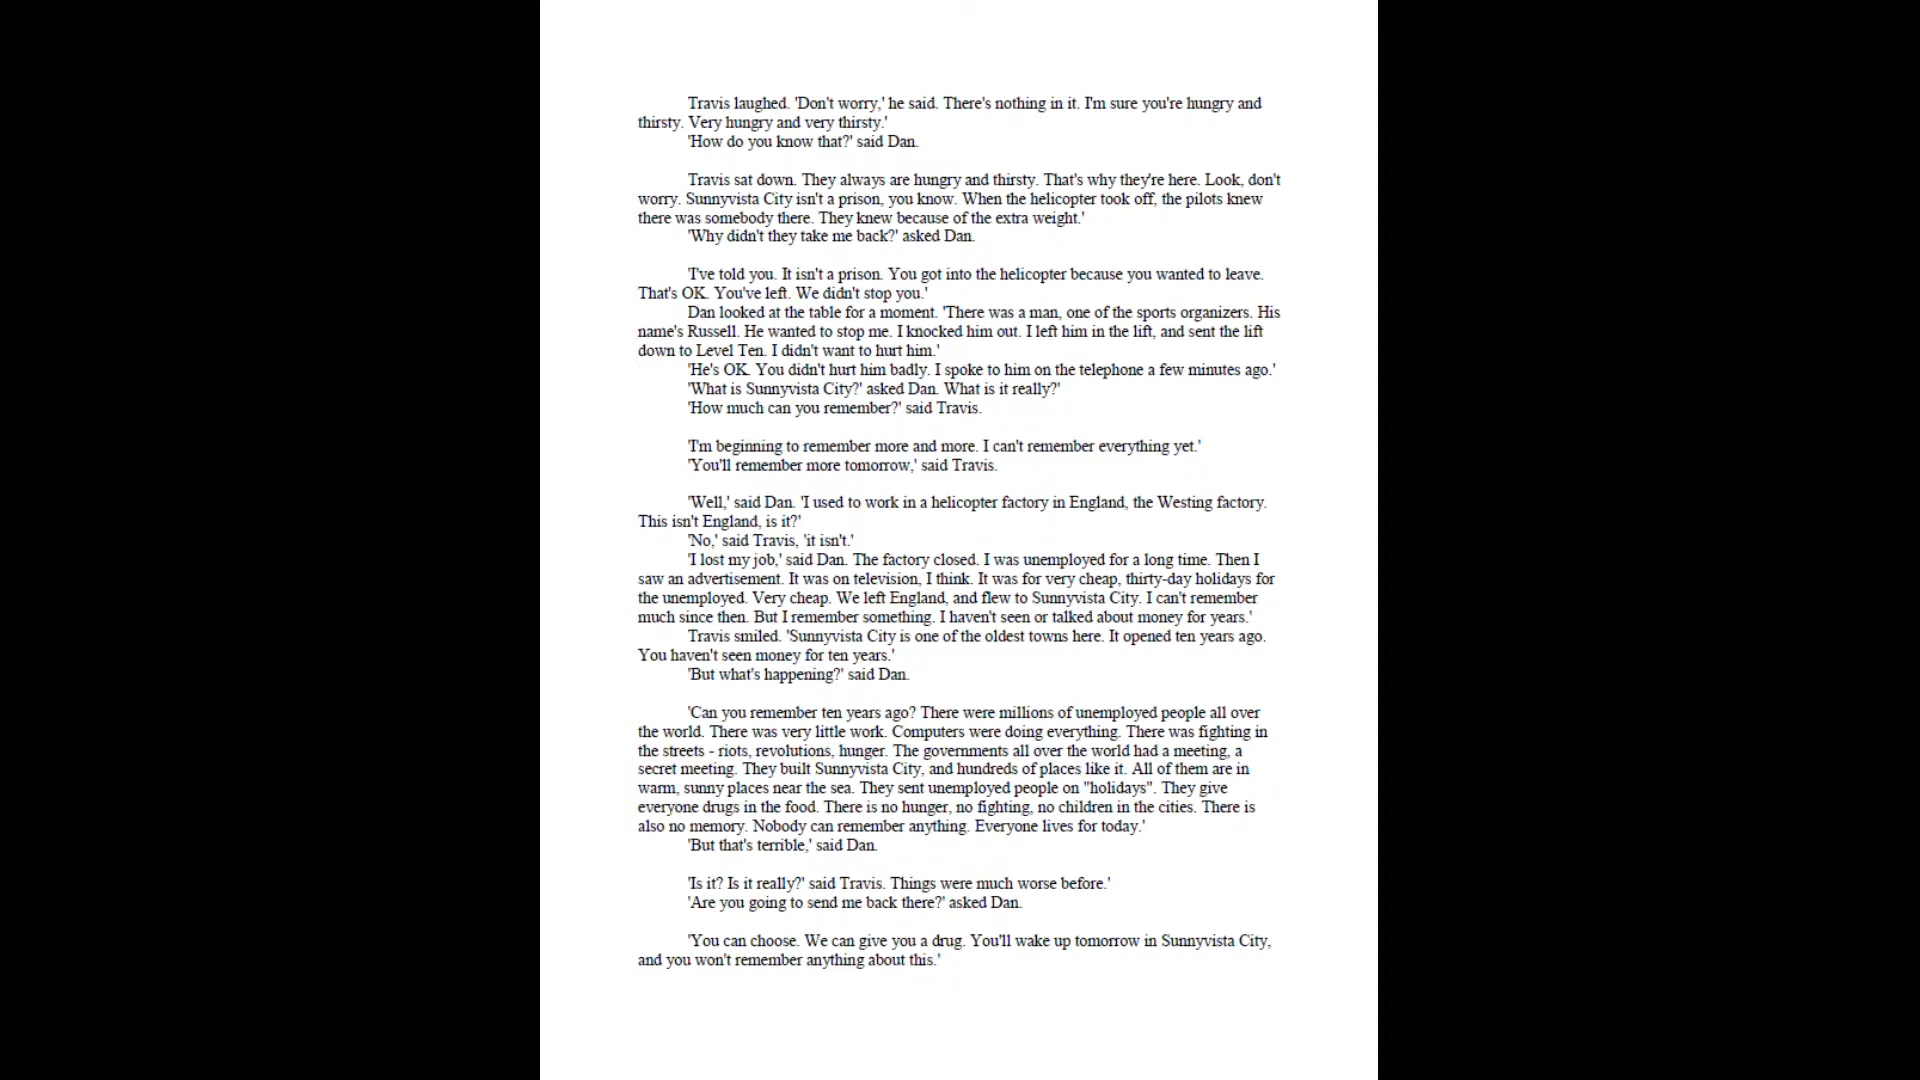 Travis laughed. 'Don't worry,' he said. There's nothing in it. I'm sure you're hungry and
thirsty. Very hungry and very thirsty.'
'How do you know that?' said Dan.
Travis sat down. They always are hungry and thirsty. That's why they're here. Look, don't
worry. Sunnyvista City isn't a prison, you know. When the helicopter took off, the pilots knew
there was somebody there. They knew because of the extra weight.'
'Why didn't they take me back?' asked Dan.
'I've told you. It isn't a prison. You got into the helicopter because you wanted to leave.
That's OK. You've left. We didn't stop you.'
Dan looked at the table for a moment. 'There was a man, one of the sports organizers. His
name's Russell. He wanted to stop me. I knocked him out. I left him in the lift, and sent the lift
down to Level Ten. I didn't want to hurt him.'
'He's OK. You didn't hurt him badly. I spoke to him on the telephone a few minutes ago.'
'What is Sunnyvista City?' asked Dan. What is it really?'
'How much can you remember?' said Travis.
'I'm beginning to remember more and more. I can't remember everything yet.'
'You'll remember more tomorrow,' said Travis.
'Well,' said Dan. 'I used to work in a helicopter factory in England, the Westing factory.
This isn't England, is it?'
'No,' said Travis, 'it isn't.'
'I lost my job,' said Dan. The factory closed. I was unemployed for a long time. Then I
saw an advertisement. It was on television, I think. It was for very cheap, thirty-day holidays for
the unemployed. Very cheap. We left England, and flew to Sunnyvista City. I can't remember
much since then. But I remember something. I haven't seen or talked about money for years.'
Travis smiled. 'Sunnyvista City is one of the oldest towns here. It opened ten years ago.
You haven't seen money for ten years.'
'But what's happening?' said Dan.
'Can you remember ten years ago? There were millions of unemployed people all over
the world. There was very little work. Computers were doing everything. There was fighting in
the streets - riots, revolutions, hunger. The governments all over the world had a meeting, a
secret meeting. They built Sunnyvista City, and hundreds of places like it. All of them are in
warm, sunny places near the sea. They sent unemployed people on "holidays". They give
everyone drugs in the food. There is no hunger, no fighting, no children in the cities. There is
also no memory. Nobody can remember anything. Everyone lives for today.'
'But that's terrible,' said Dan.
'Is it? Is it really?' said Travis. Things were much worse before.'
'Are you going to send me back there?' asked Dan.
'You can choose. We can give you a drug. You'll wake up tomorrow in Sunnyvista City,
and you won't remember anything about this.'